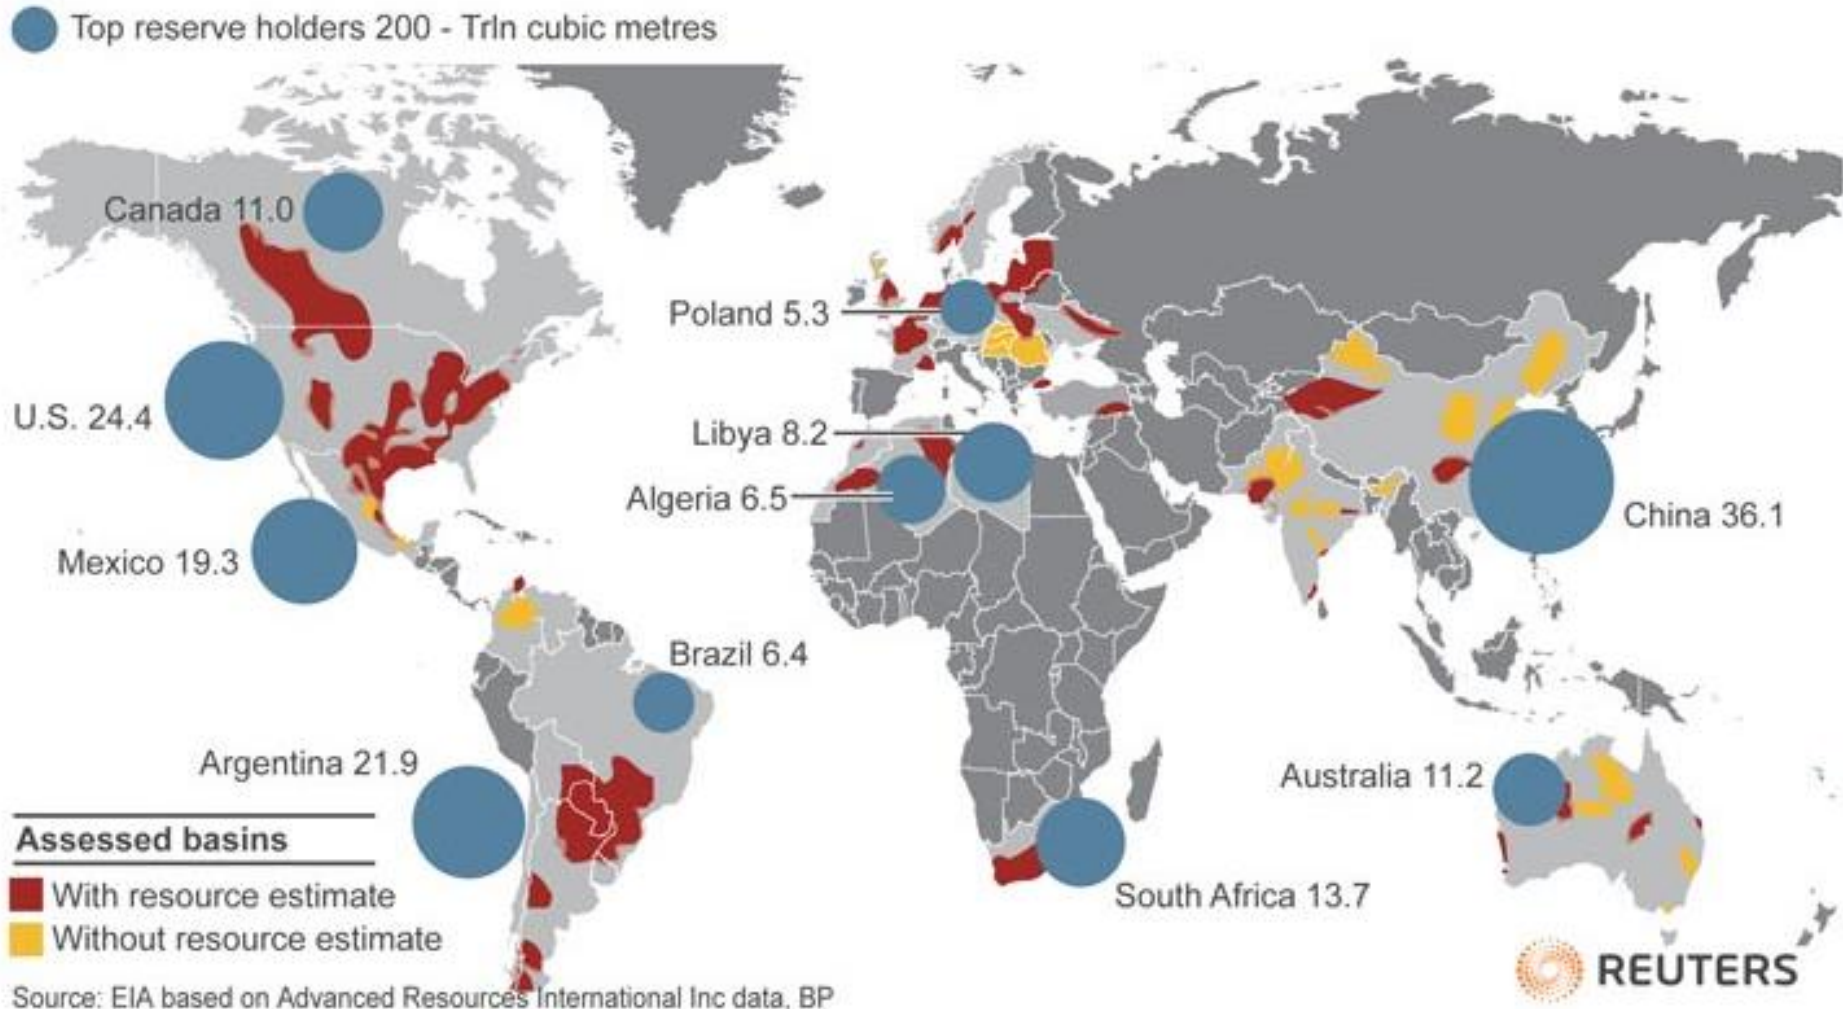 Top reserve holders 200 - Trln cubic metres
Canada 11.0
Poland 5.3
U.S. 24.4
Libya 8.2
Algeria 6.5
China 36.1
Mexico 19.3
Brazil 6.4
Argentina 21.9
Australia 11.2
South Africa 13.7
Assessed basins
With resource estimate
Without resource estimate
REUTERS
Source: EIA based on Advanced Resources International Inc data, BP